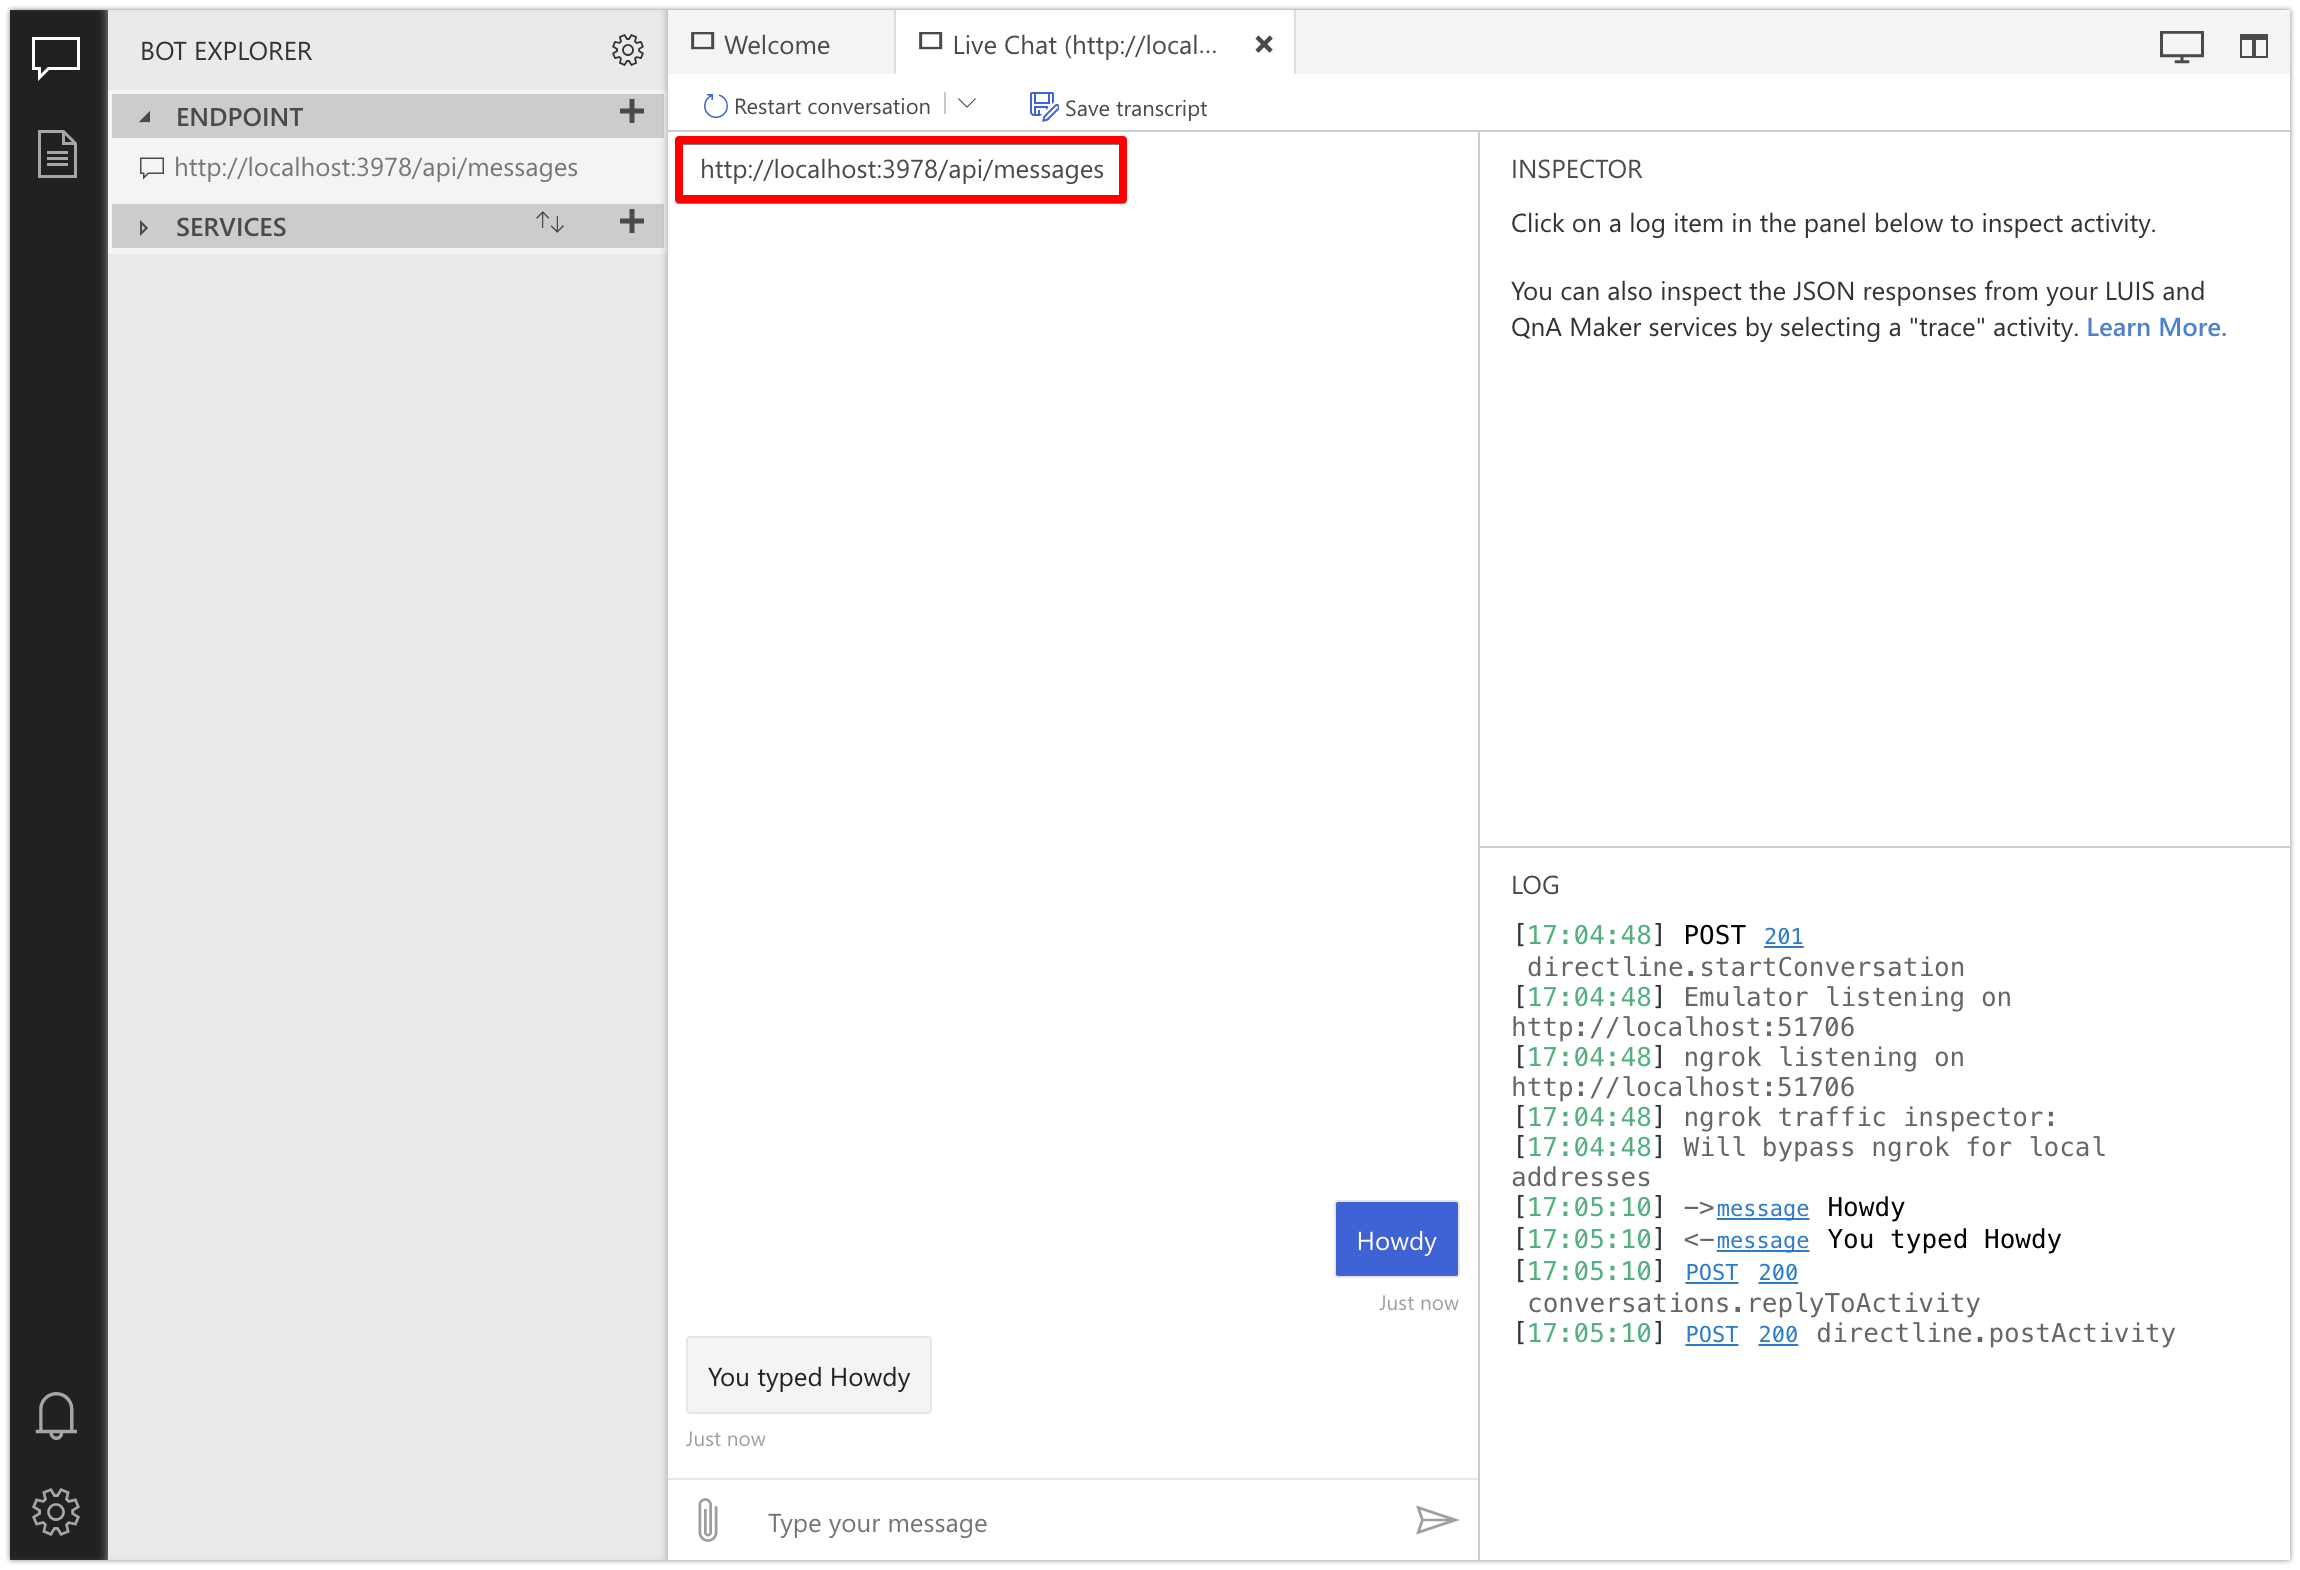 BOT EXPLORER
ENDPOINT
http://localhost:3978/api/messages
SERVICES
Welcome
Live Chat (http://local...
Restart conversation
Save transcript
http://localhost:3978/api/messages
Howdy
Just now
You typed Howdy
Just now
Type your message
INSPECTOR
Click on a log item in the panel below to inspect activity.
You can also inspect the JSON responses from your LUIS and
QnA Maker services by selecting a "trace" activity. Learn More.
LOG
[17:04:48] POST 201
directline.startConversation
[17:04:48] Emulator listening on
http://localhost:51706
[17:04:48] ngrok listening on
http://localhost:51706
[17:04:48] ngrok traffic inspector:
[17:04:48] Will bypass ngrok for local
addresses
[17:05:10] ->message Howdy
[17:05:10] <-message You typed Howdy
[17:05:10] POST 200
conversations.replyToActivity
[17:05:10] POST 200 directline.postActivity